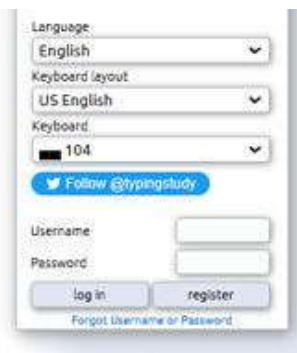 Language
English
Keyboard layout
US English
Keyboard
104
Follow @typingstudy
Username
Password
log in register
Forgot Username or Password